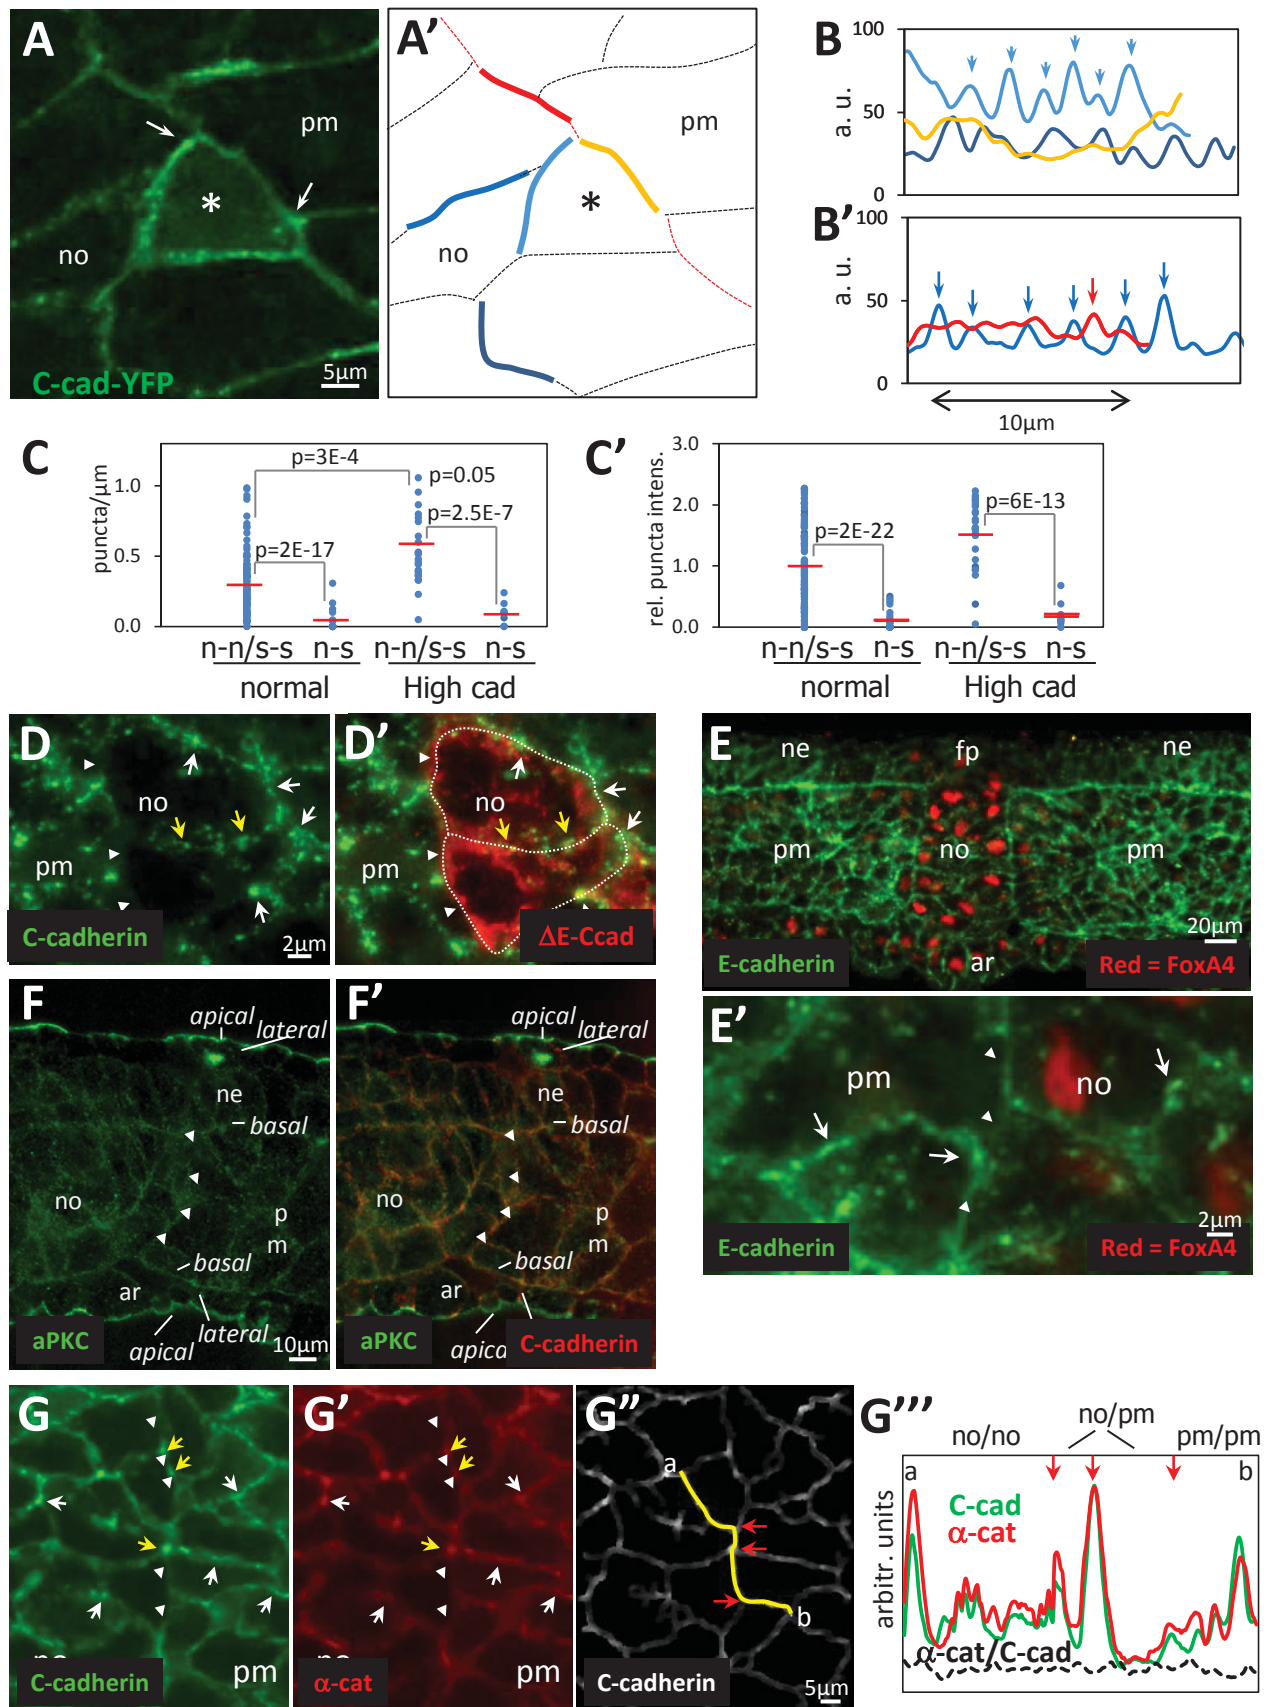 A
pm
*
no
C-cad-YFP
5µm
A'
pm
*
no
B
100
a. u.
50
0
B'
100
a. u.
50
0
10µm
C
puncta/µm
1.0
0.5
0.0
p=3E-4
p=0.05
p=2.5E-7
p=2E-17
n-n/s-s n-s n-n/s-s n-s
normal High cad
C'
rel. puncta intens.
3.0
2.0
1.0
0.0
p=6E-13
p=2E-22
n-n/s-s n-s n-n/s-s n-s
normal High cad
D
no
pm
C-cadherin
2µm
D'
no
pm
ΔE-Ccad
E
ne fp ne
pm no pm
20µm
E-cadherin
ar
Red = FoxA4
E'
pm
no
2µm
E-cadherin
Red = FoxA4
F
apical
lateral
ne
basal
no
p
m
basal
ar
lateral
aPKC
apical
10µm
F'
apical
lateral
ne
basal
no
p
m
basal
ar
lateral
aPKC
apica
C-cadherin
G
no
pm
C-cadherin
G'
no
pm
α-cat
G''
a
b
C-cadherin
5µm
G'''
no/pm
no/no
pm/pm
a
b
C-cad
α-cat
arbitr. units
α-cat/C-cad